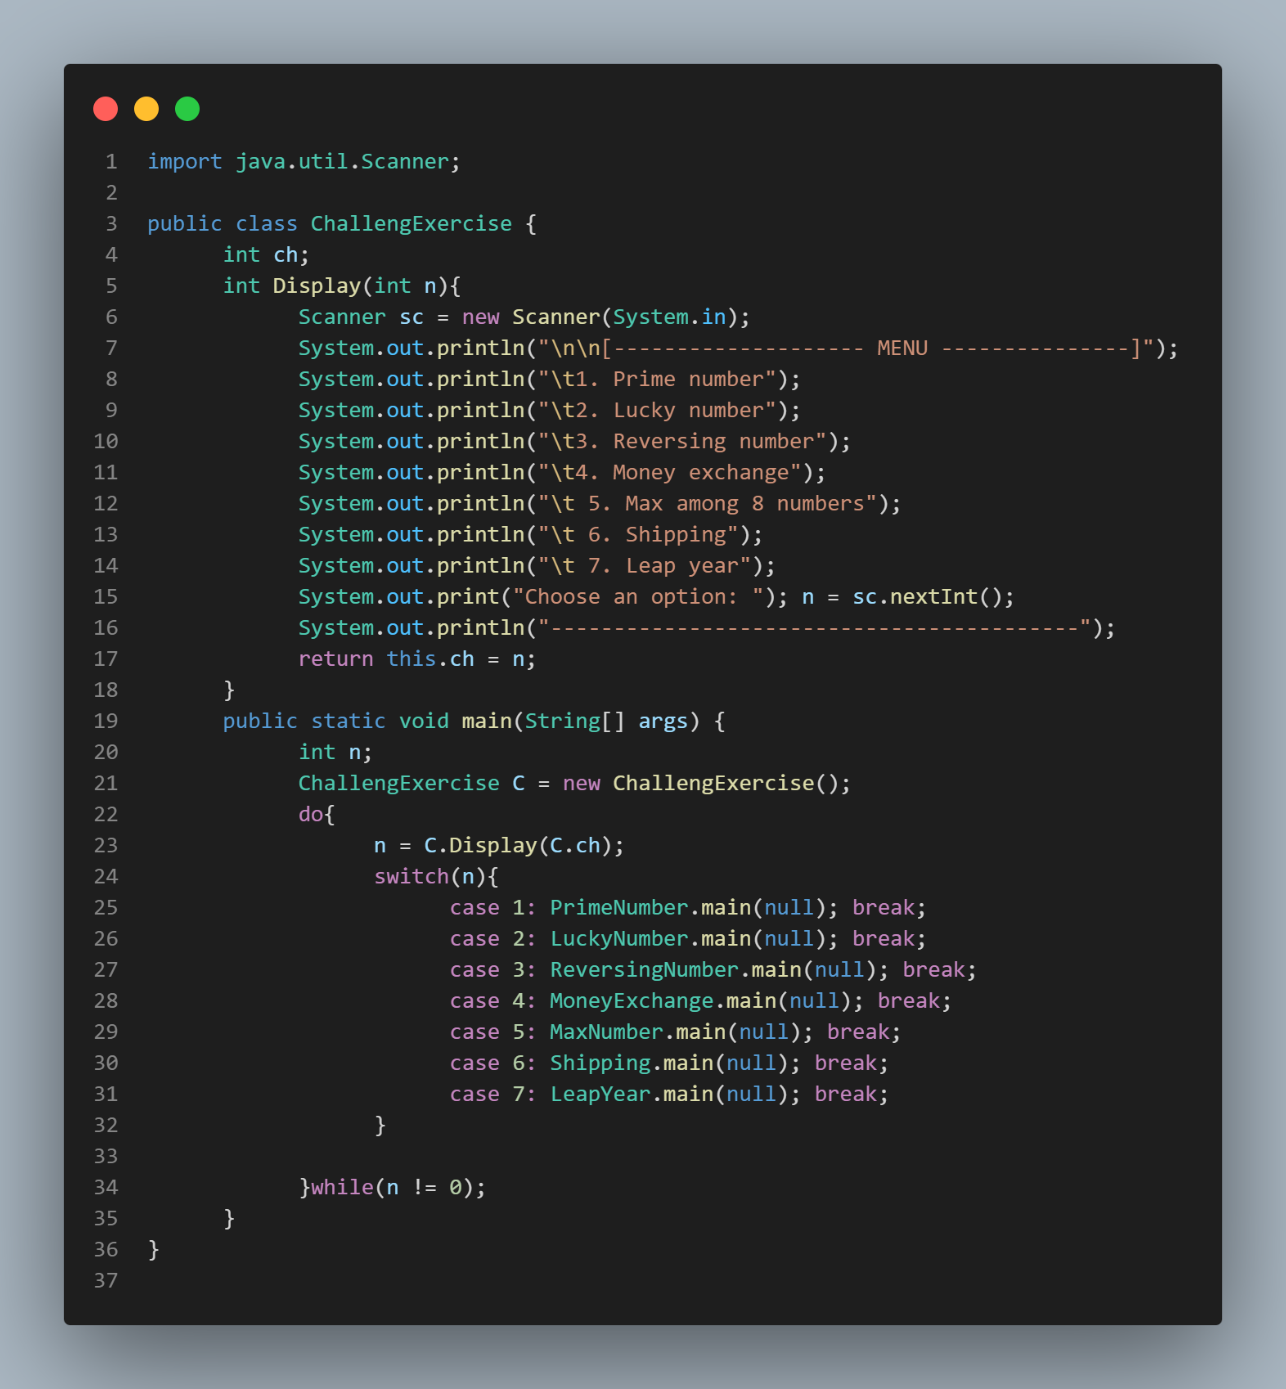 1 import java.util.Scanner;
2
3 public class ChallengExercise {
4 int ch;
5 int Display(int n){
6 Scanner sc = new Scanner(System.in);
7 System.out.println("\n\n[-------------------- MENU ---------------]");
8 System.out.println("\t1. Prime number");
9 System.out.println("\t2. Lucky number");
10 System.out.println("\t3. Reversing number");
11 System.out.println("\t4. Money exchange");
12 System.out.println("\t 5. Max among 8 numbers");
13 System.out.println("\t 6. Shipping");
14 System.out.println("\t 7. Leap year");
15 System.out.print("Choose an option: "); n = sc.nextInt();
16 System.out.println("------------------------------------------");
17 return this.ch = n;
18 }
19 public static void main(String[] args) {
20 int n;
21 ChallengExercise C = new ChallengExercise();
22 do{
23 n = C.Display(C.ch);
24 switch(n){
25 case 1: PrimeNumber.main(null); break;
26 case 2: LuckyNumber.main(null); break;
27 case 3: ReversingNumber.main(null); break;
28 case 4: MoneyExchange.main(null); break;
29 case 5: MaxNumber.main(null); break;
30 case 6: Shipping.main(null); break;
31 case 7: LeapYear.main(null); break;
32 }
33
34 }while(n != 0);
35 }
36 }
37